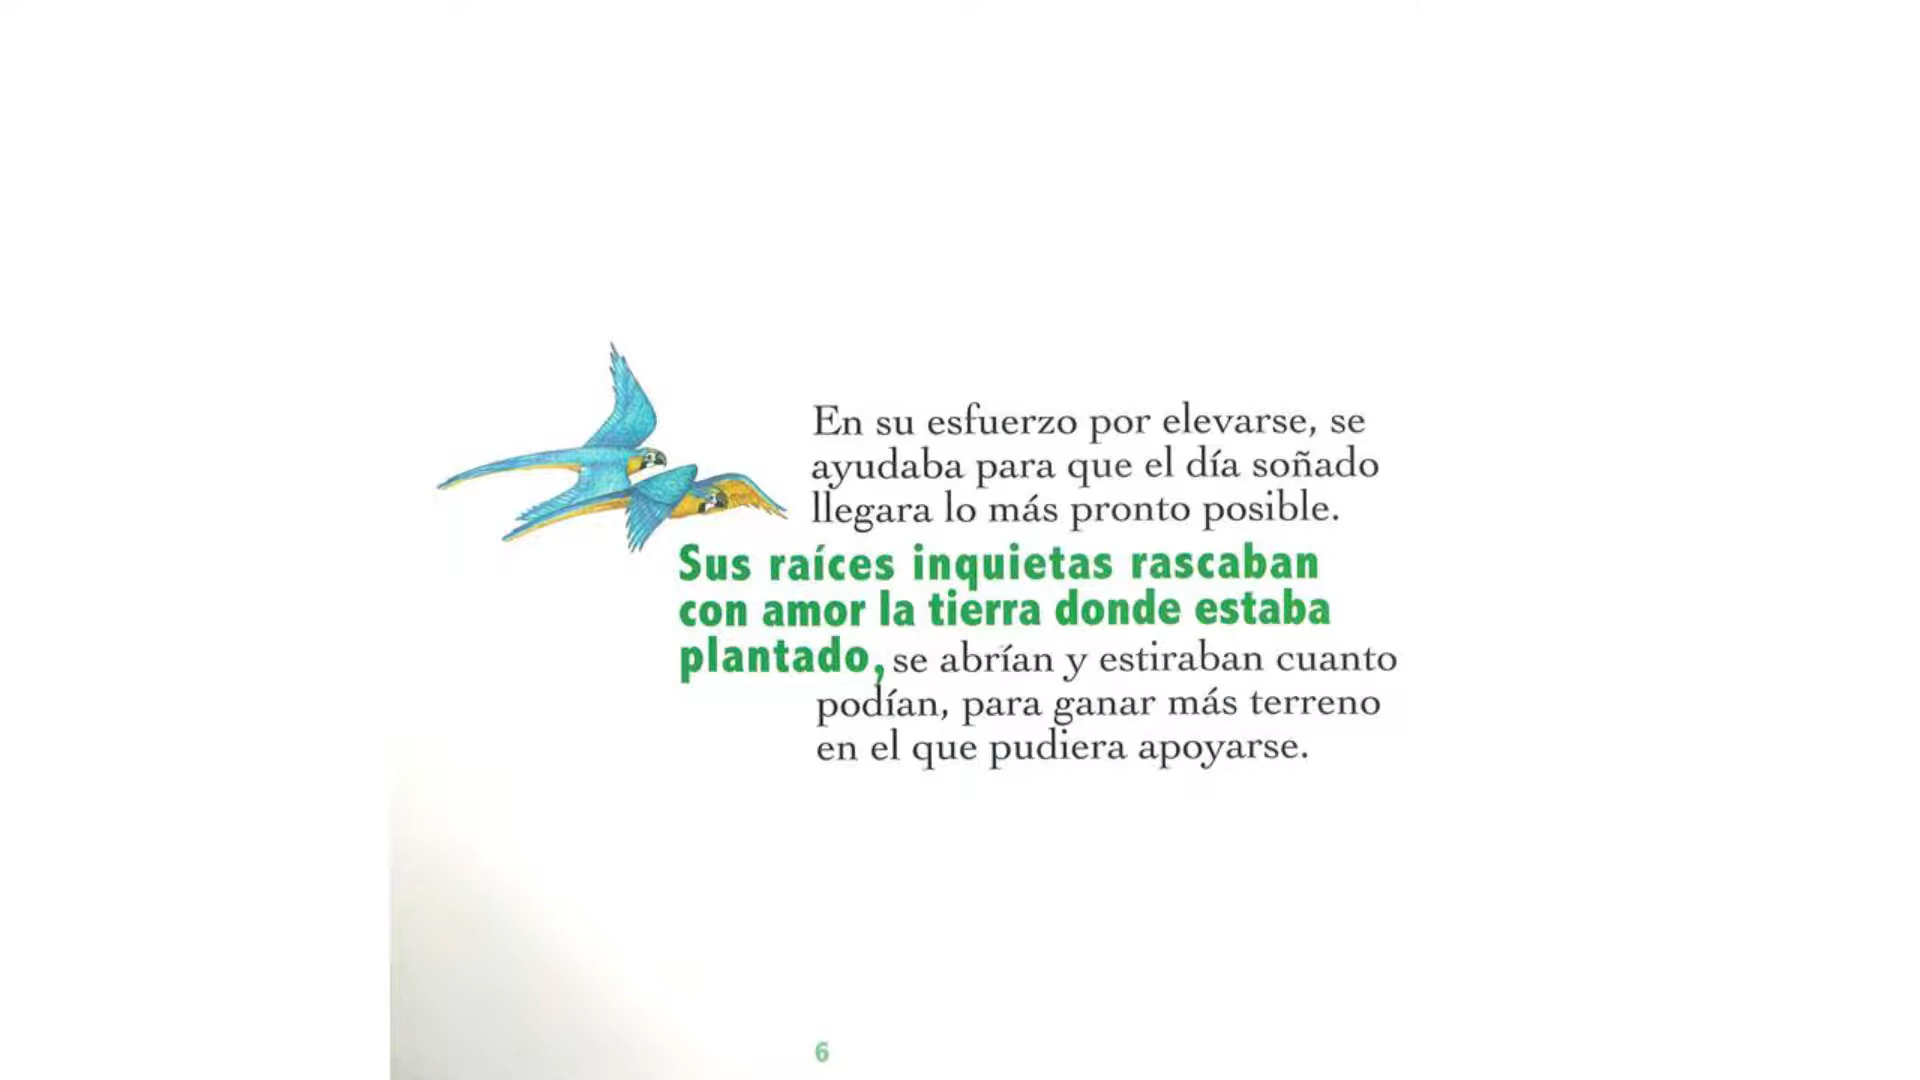 En su esfuerzo por elevarse, se
ayudaba para que el día soñado
llegara lo más pronto posible.
Sus raíces inquietas rascaban
con amor la tierra donde estaba
plantado, se abrían y estiraban cuanto
podían, para ganar más terreno
en el que pudiera apoyarse.
6